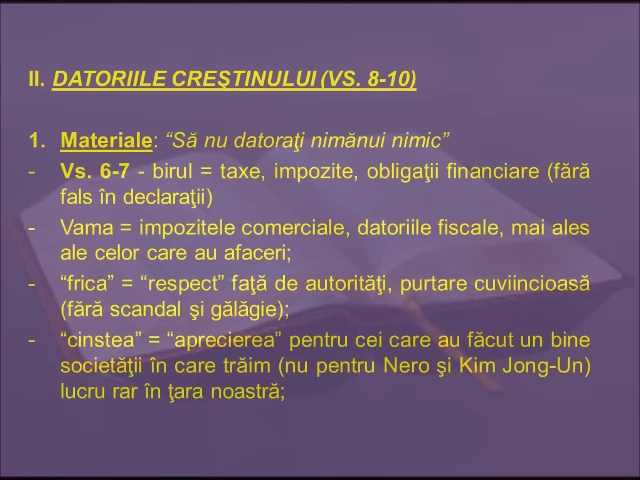 II. DATORIILE CREŞTINULUI (VS. 8-10)
1. Materiale: “Să nu datoraţi nimănui nimic”
- Vs. 6-7 - birul = taxe, impozite, obligaţii financiare (fără
fals în declaraţii)
- Vama = impozitele comerciale, datoriile fiscale, mai ales
ale celor care au afaceri;
- “frica” = “respect” faţă de autorităţi, purtare cuviincioasă
(fără scandal şi gălăgie);
- “cinstea” = “aprecierea” pentru cei care au făcut un bine
societăţii în care trăim (nu pentru Nero şi Kim Jong-Un)
lucru rar în ţara noastră;